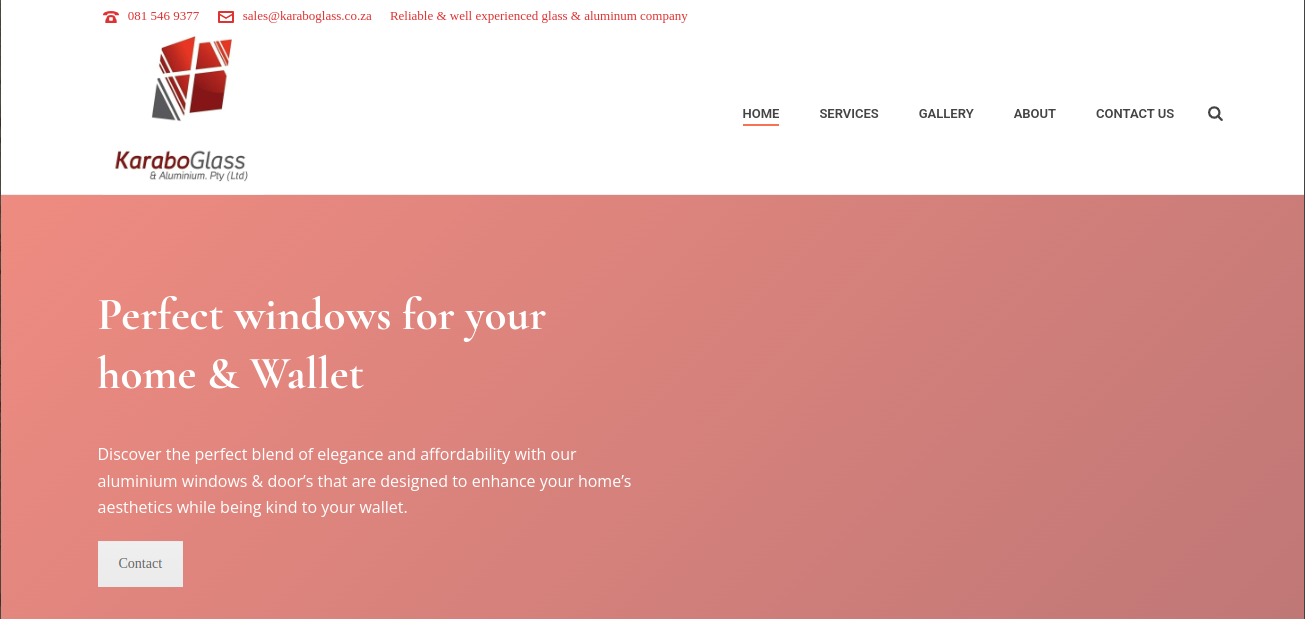 081 546 9377 sales@karaboglass.co.za Reliable & well experienced glass & aluminum company
KaraboGlass
& Aluminium. Pty (Ltd)
HOME SERVICES GALLERY ABOUT CONTACT US
Perfect windows for your
home & Wallet
Discover the perfect blend of elegance and affordability with our
aluminium windows & door’s that are designed to enhance your home’s
aesthetics while being kind to your wallet.
Contact